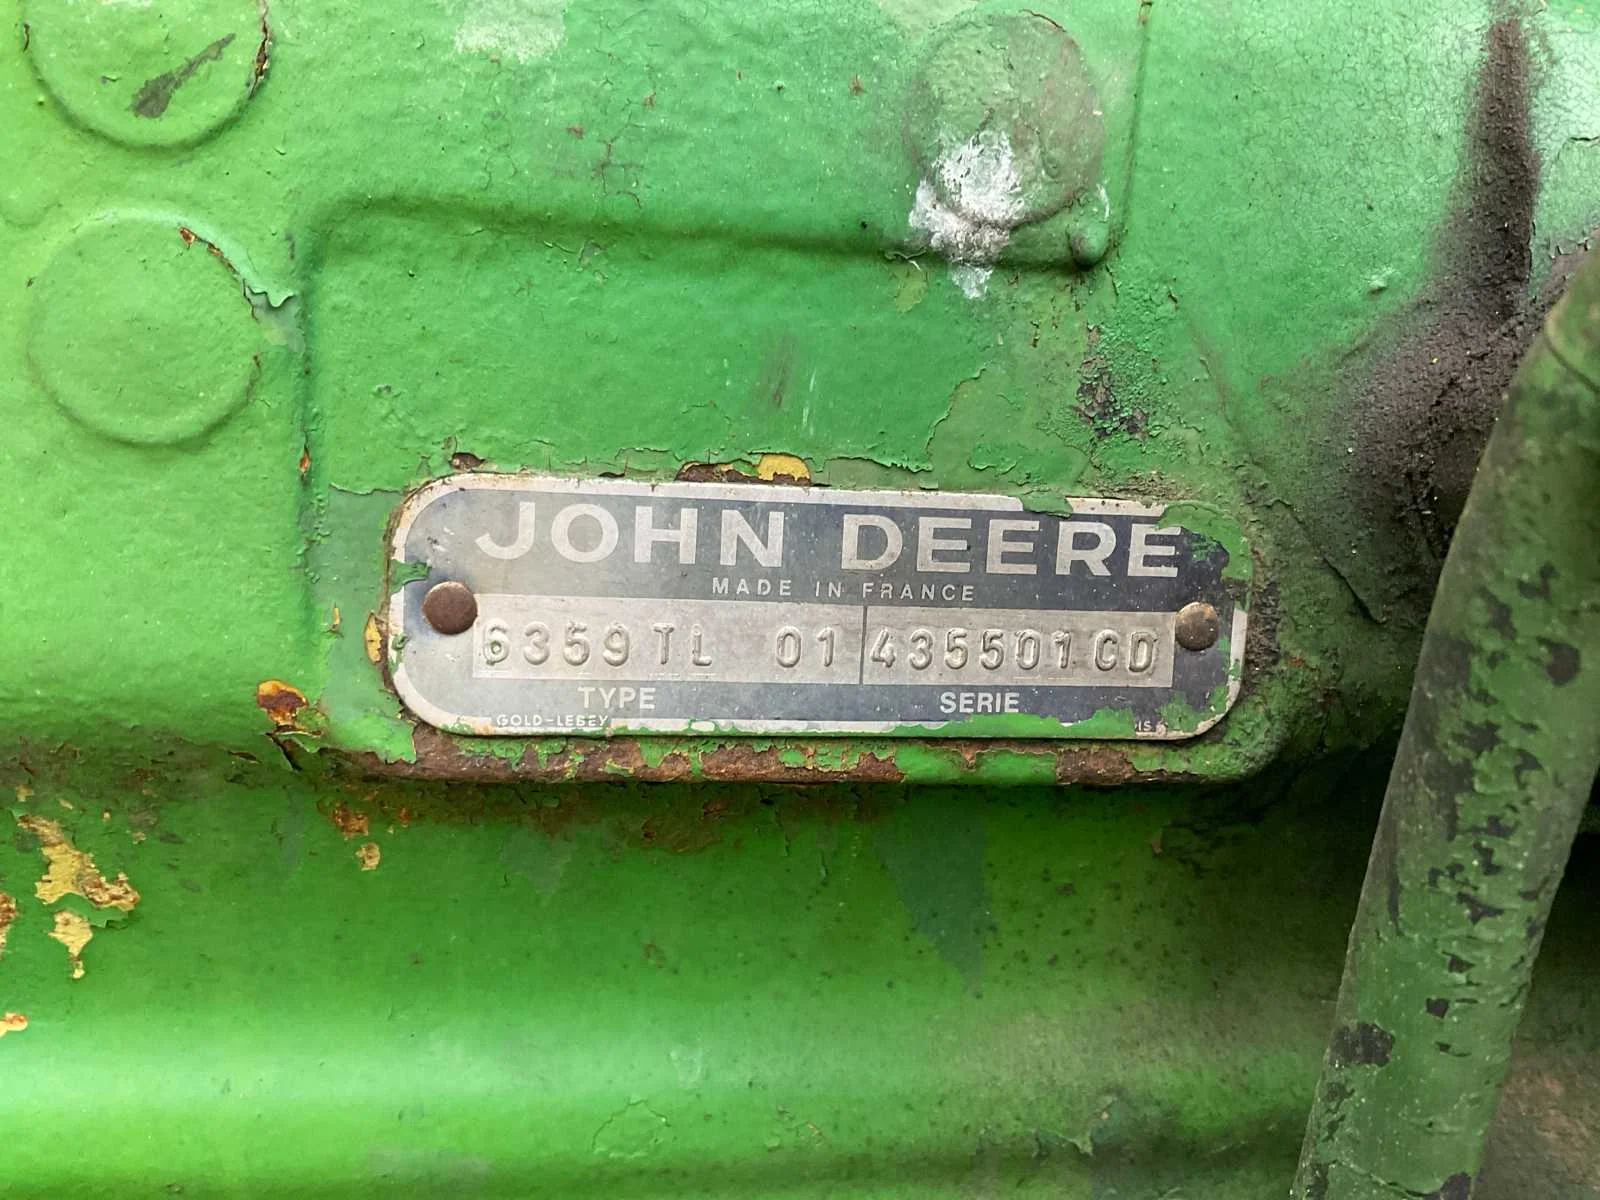 JOHN DEERE
MADE IN FRANCE
6359TL 01 435501CD
TYPE SERIE
GOLD-LEBEY